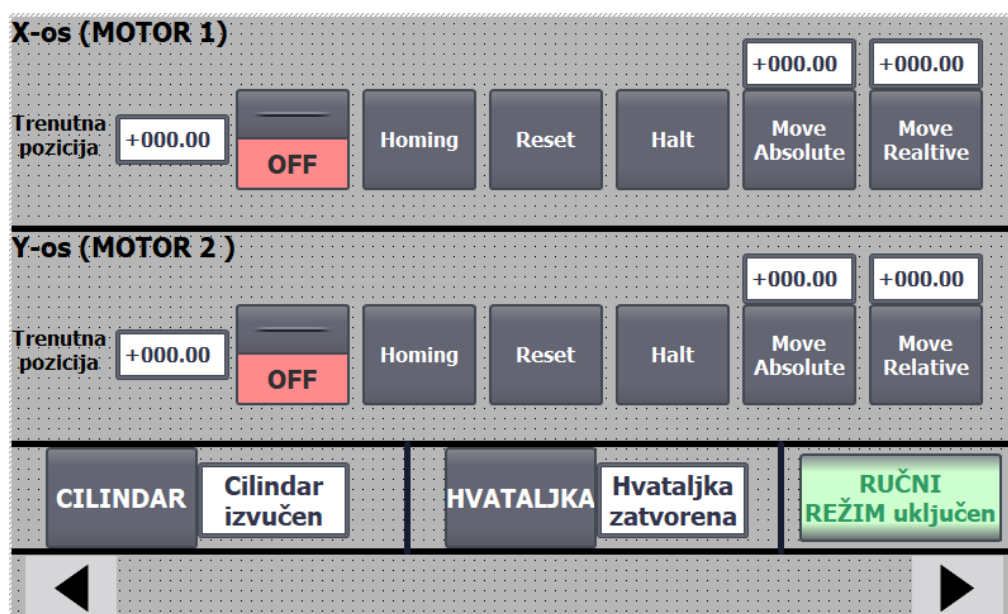 X-os (MOTOR 1)
+000.00 +000.00
Trenutna
pozicija
+000.00
OFF
Homing
Reset
Halt
Move
Absolute
Move
Realtive
Y-os (MOTOR 2 )
+000.00 +000.00
Trenutna
pozicija
+000.00
OFF
Homing
Reset
Halt
Move
Absolute
Move
Relative
CILINDAR
Cilindar
izvučen
HVATALJKA
Hvataljka
zatvorena
RUČNI
REŽIM uključen